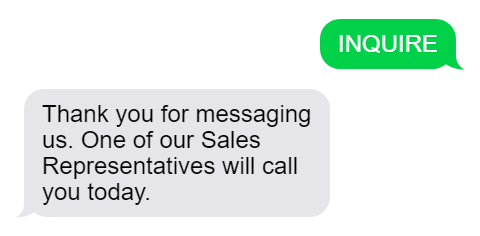 INQUIRE
Thank you for messaging
us. One of our Sales
Representatives will call
you today.